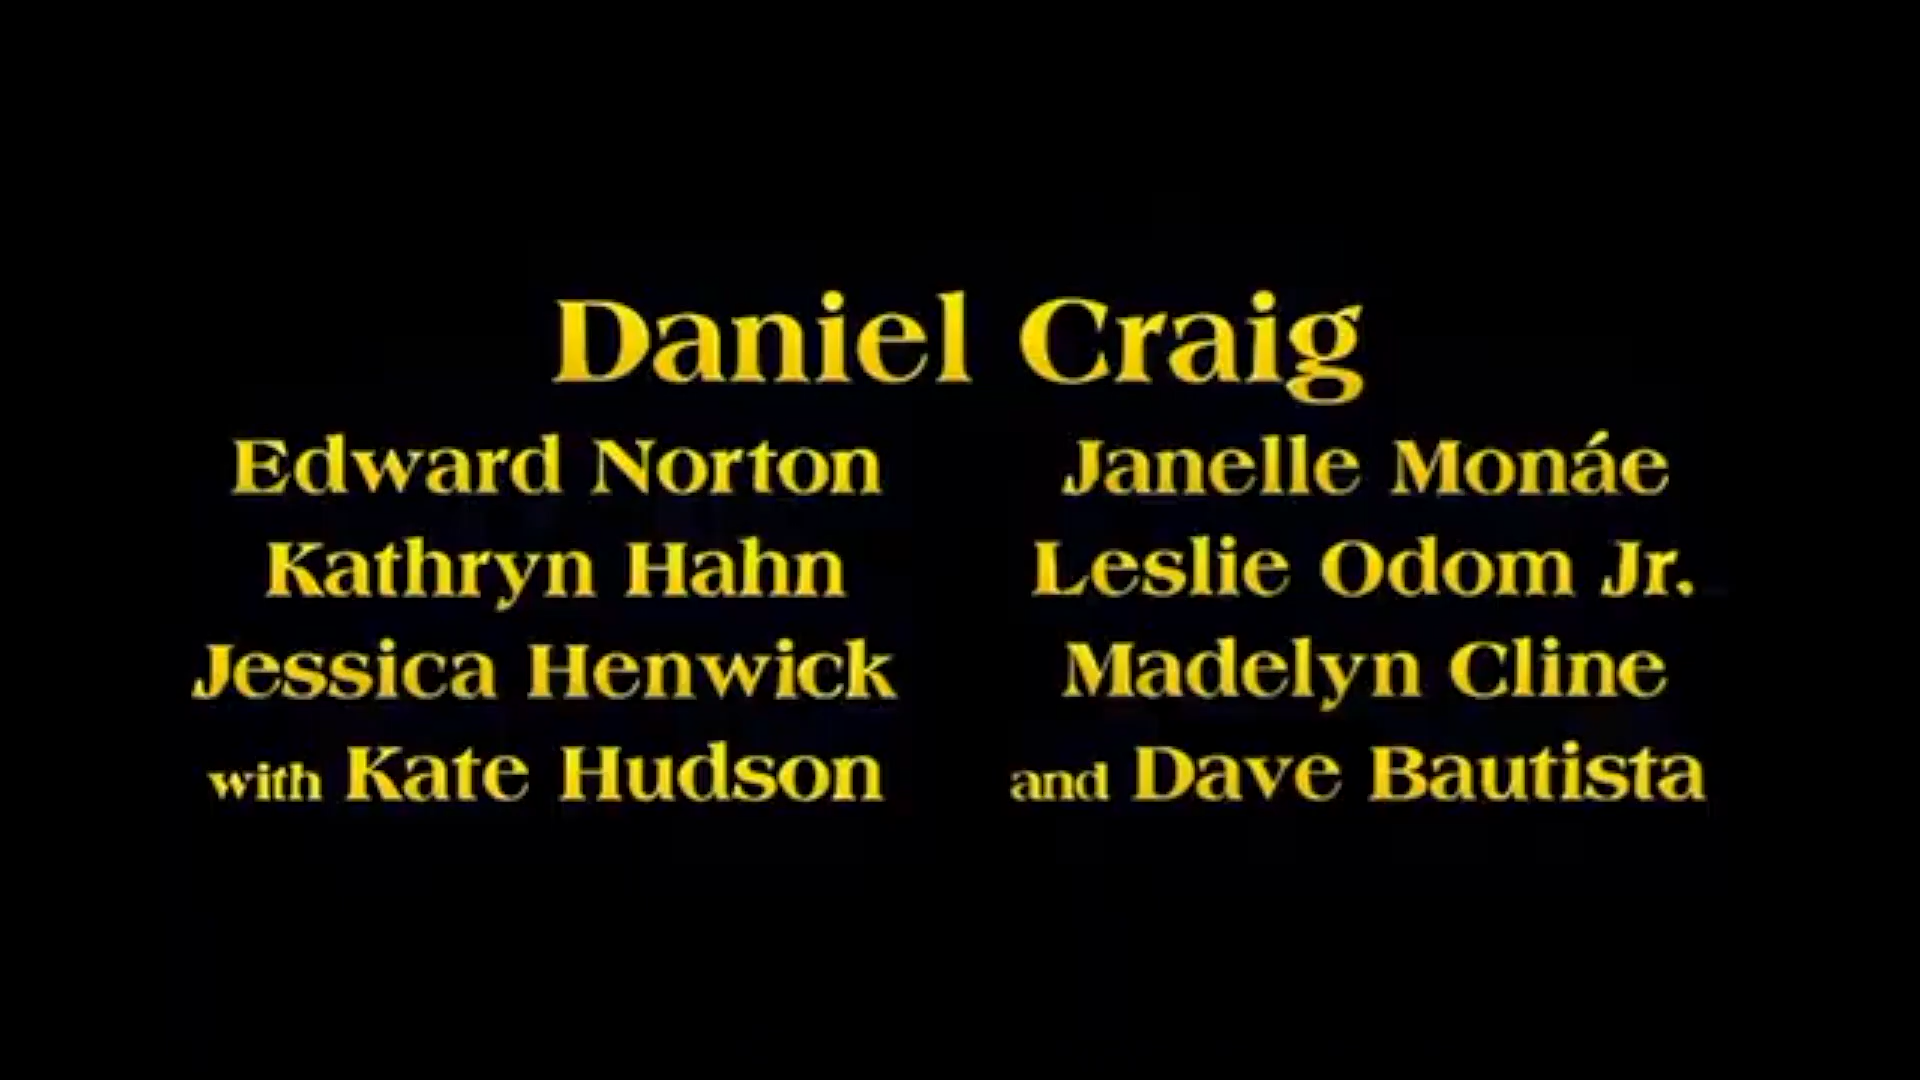 Daniel Craig
Edward Norton Janelle Monáe
Kathryn Hahn Leslie Odom Jr.
Jessica Henwick Madelyn Cline
with Kate Hudson and Dave Bautista